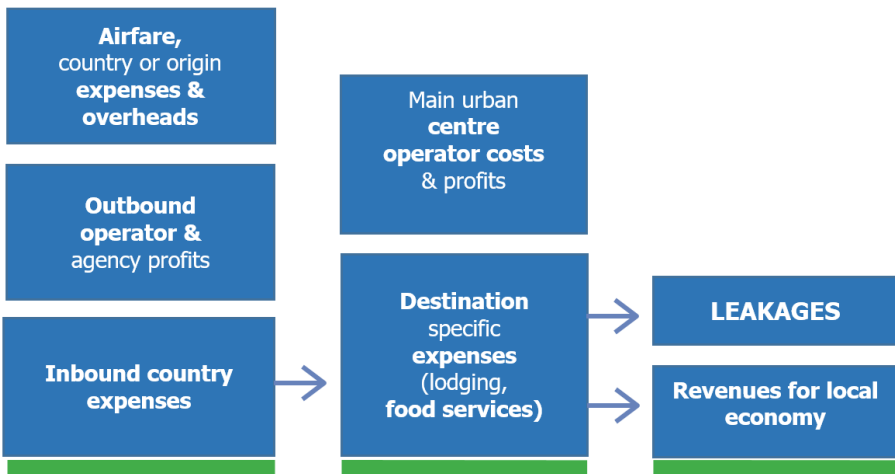 Airfare,
country or origin
expenses &
overheads
Outbound
operator &
agency profits
Inbound country
expenses
Main urban
centre
operator costs
& profits
Destination
specific
expenses
(lodging,
food services)
LEAKAGES
Revenues for local
economy